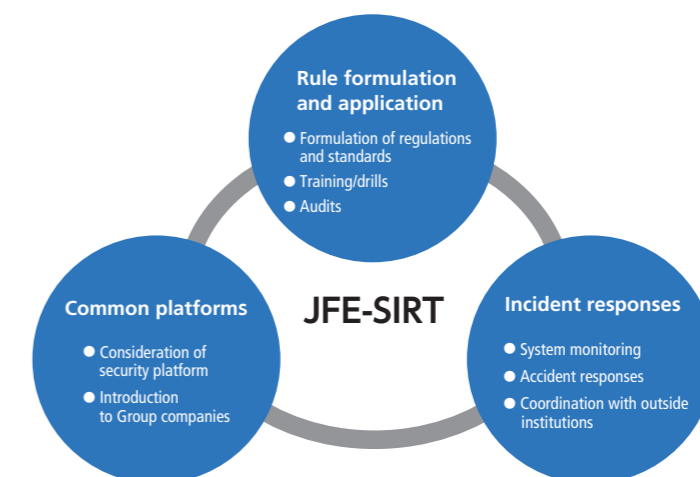 Rule formulation
and application
● Formulation of regulations
and standards
● Training/drills
● Audits
JFE-SIRT
Common platforms
● Consideration of
security platform
● Introduction
to Group companies
Incident responses
● System monitoring
● Accident responses
● Coordination with outside
institutions